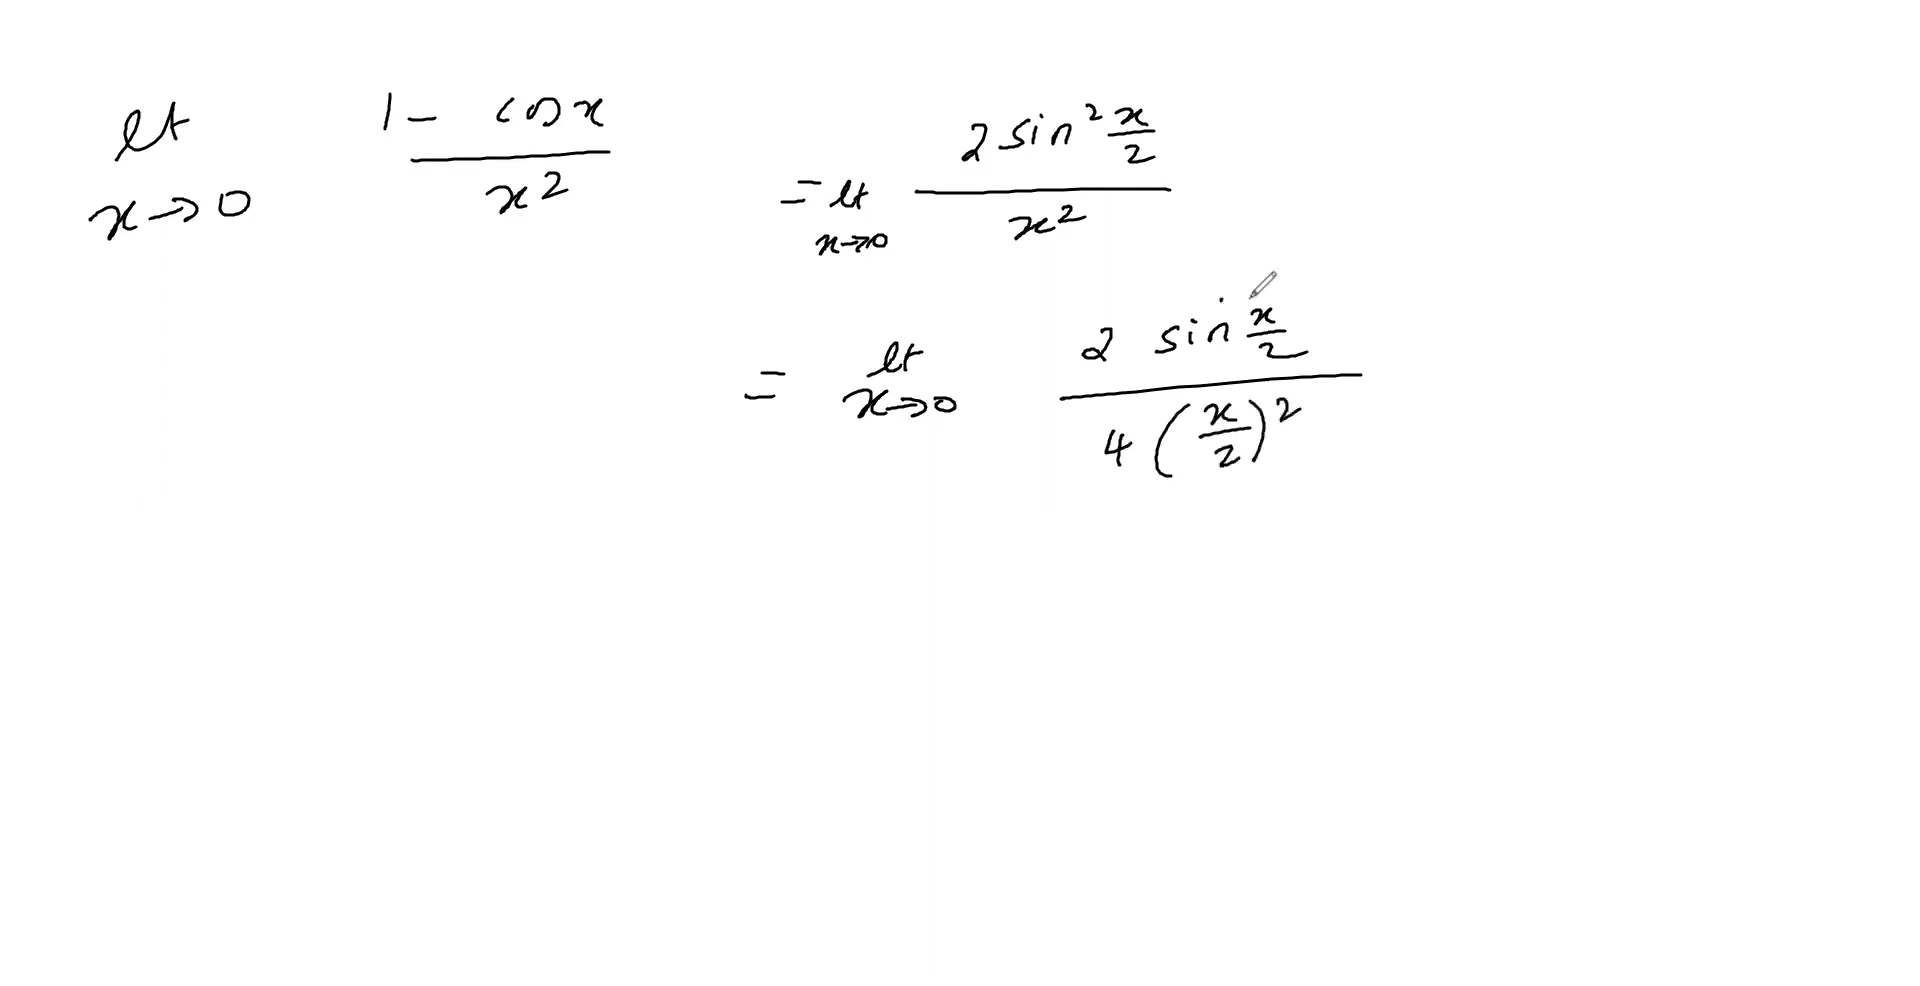 lt x→0 1 - cos x / x² = lt x→0 2 sin² x/2 / x²
= lt x→0 2 sin x/2 / 4 (x/2)²